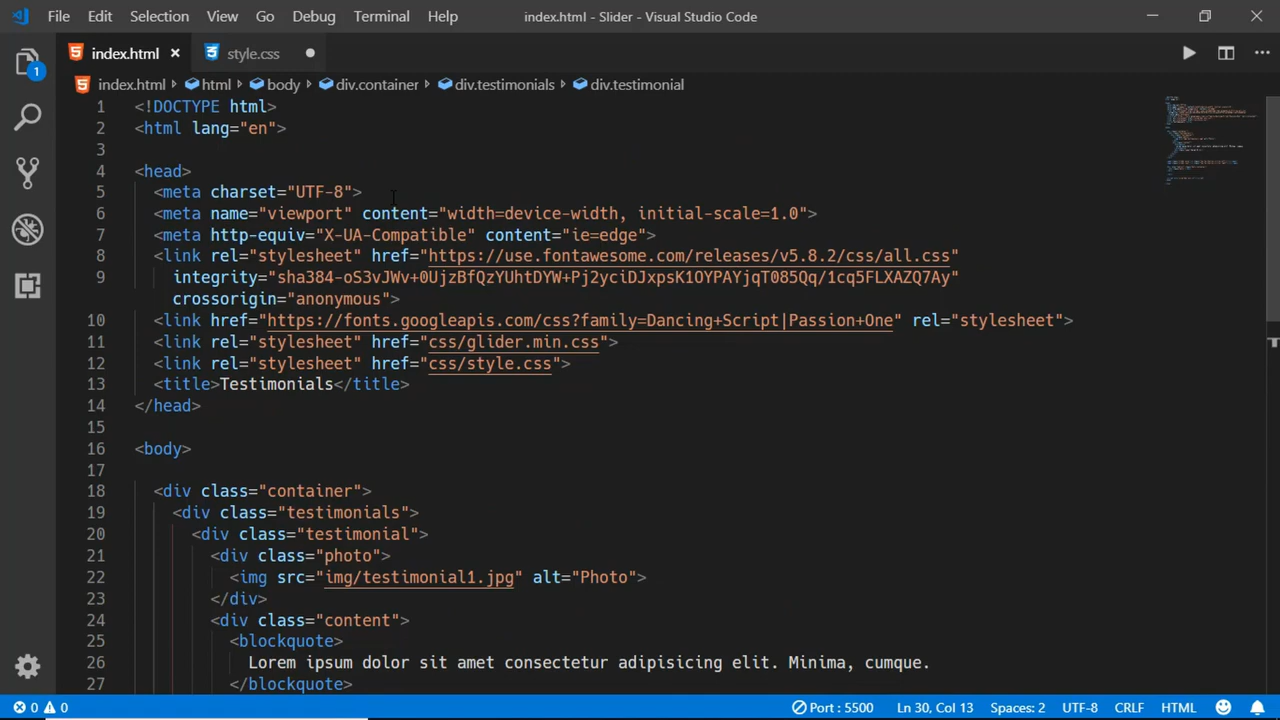 File Edit Selection View Go Debug Terminal Help index.html - Slider - Visual Studio Code
index.html style.css
index.html html body div.container div.testimonials div.testimonial
1
1 <!DOCTYPE html>
2 <html lang="en">
3
4 <head>
5 <meta charset="UTF-8">
6 <meta name="viewport" content="width=device-width, initial-scale=1.0">
7 <meta http-equiv="X-UA-Compatible" content="ie=edge">
8 <link rel="stylesheet" href="https://use.fontawesome.com/releases/v5.8.2/css/all.css"
9 integrity="sha384-oS3vJWv+0UjzBfQzYUhtDYW+Pj2yciDJxpsK1OYPAYjqT085Qq/1cq5FLXAZQ7Ay"
crossorigin="anonymous">
10 <link href="https://fonts.googleapis.com/css?family=Dancing+Script|Passion+One" rel="stylesheet">
11 <link rel="stylesheet" href="css/glider.min.css">
12 <link rel="stylesheet" href="css/style.css">
13 <title>Testimonials</title>
14 </head>
15
16 <body>
17
18 <div class="container">
19 <div class="testimonials">
20 <div class="testimonial">
21 <div class="photo">
22 <img src="img/testimonial1.jpg" alt="Photo">
23 </div>
24 <div class="content">
25 <blockquote>
26 Lorem ipsum dolor sit amet consectetur adipisicing elit. Minima, cumque.
27 </blockquote>
0 0 Port : 5500 Ln 30, Col 13 Spaces: 2 UTF-8 CRLF HTML